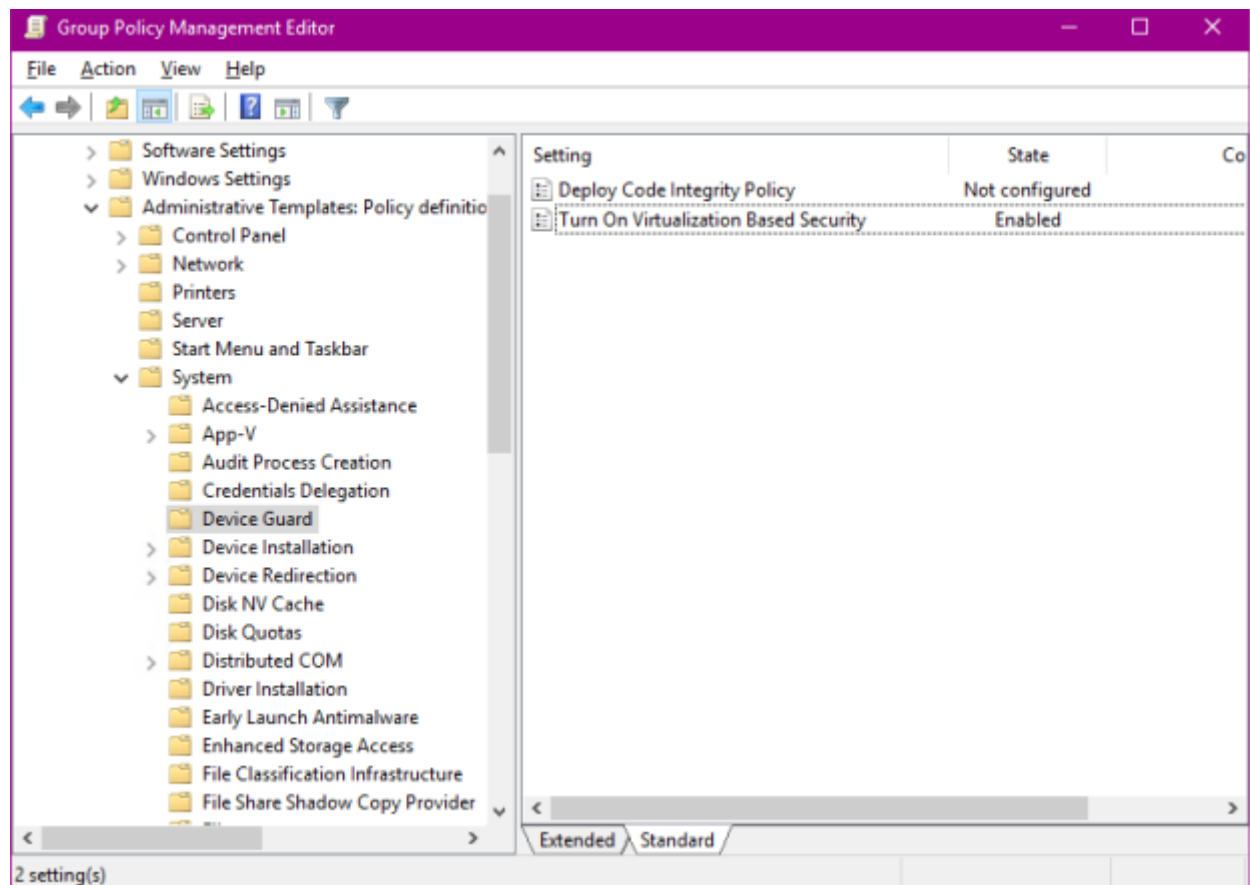 Group Policy Management Editor
File Action View Help
Software Settings
Windows Settings
Administrative Templates: Policy definitio
Control Panel
Network
Printers
Server
Start Menu and Taskbar
System
Access-Denied Assistance
App-V
Audit Process Creation
Credentials Delegation
Device Guard
Device Installation
Device Redirection
Disk NV Cache
Disk Quotas
Distributed COM
Driver Installation
Early Launch Antimalware
Enhanced Storage Access
File Classification Infrastructure
File Share Shadow Copy Provider
Setting State Co
Deploy Code Integrity Policy Not configured
Turn On Virtualization Based Security Enabled
Extended Standard
2 setting(s)